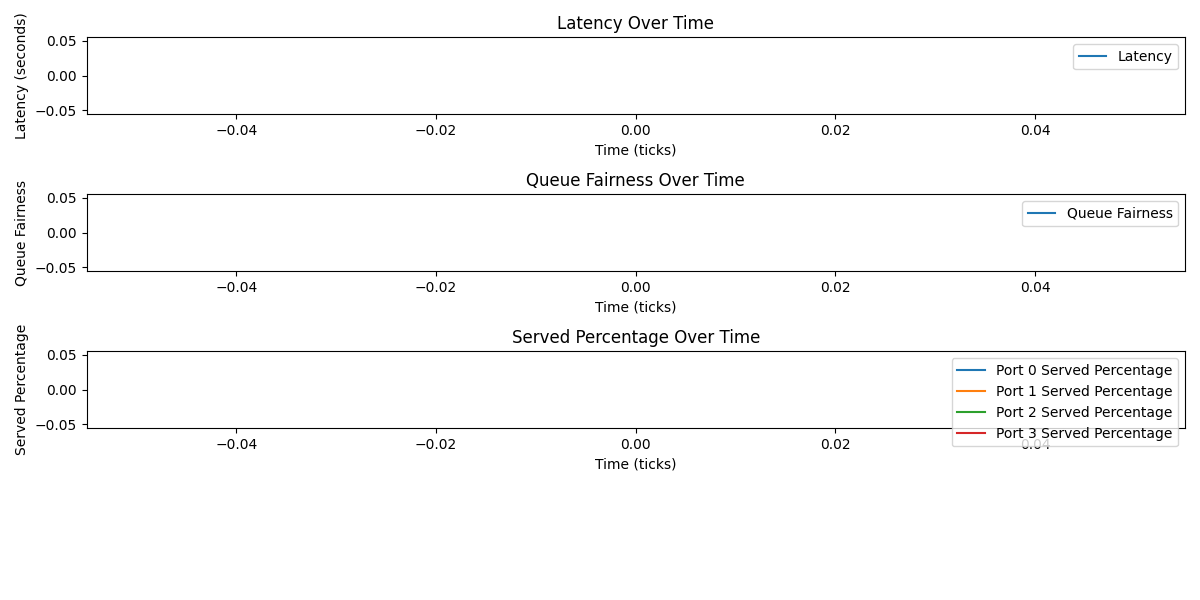 Latency Over Time
Latency (seconds)
0.05
0.00
−0.05
Latency
−0.04 −0.02 0.00 0.02 0.04
Time (ticks)
Queue Fairness Over Time
Queue Fairness
0.05
0.00
−0.05
Queue Fairness
−0.04 −0.02 0.00 0.02 0.04
Time (ticks)
Served Percentage Over Time
Served Percentage
0.05
0.00
−0.05
Port 0 Served Percentage
Port 1 Served Percentage
Port 2 Served Percentage
Port 3 Served Percentage
−0.04 −0.02 0.00 0.02 0.04
Time (ticks)